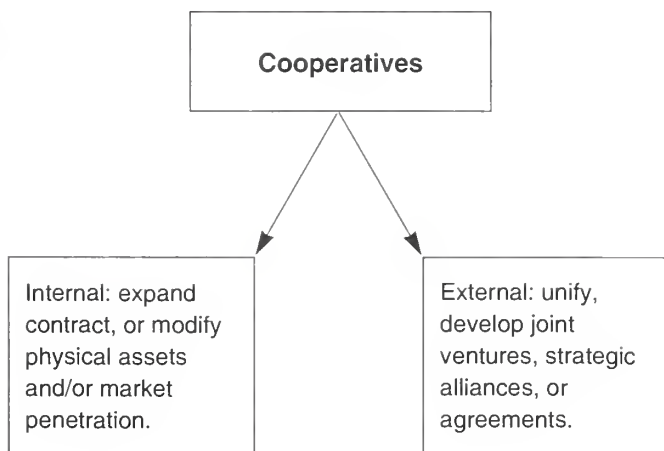 Cooperatives
Internal: expand
contract, or modify
physical assets
and/or market
penetration.
External: unify,
develop joint
ventures, strategic
alliances, or
agreements.